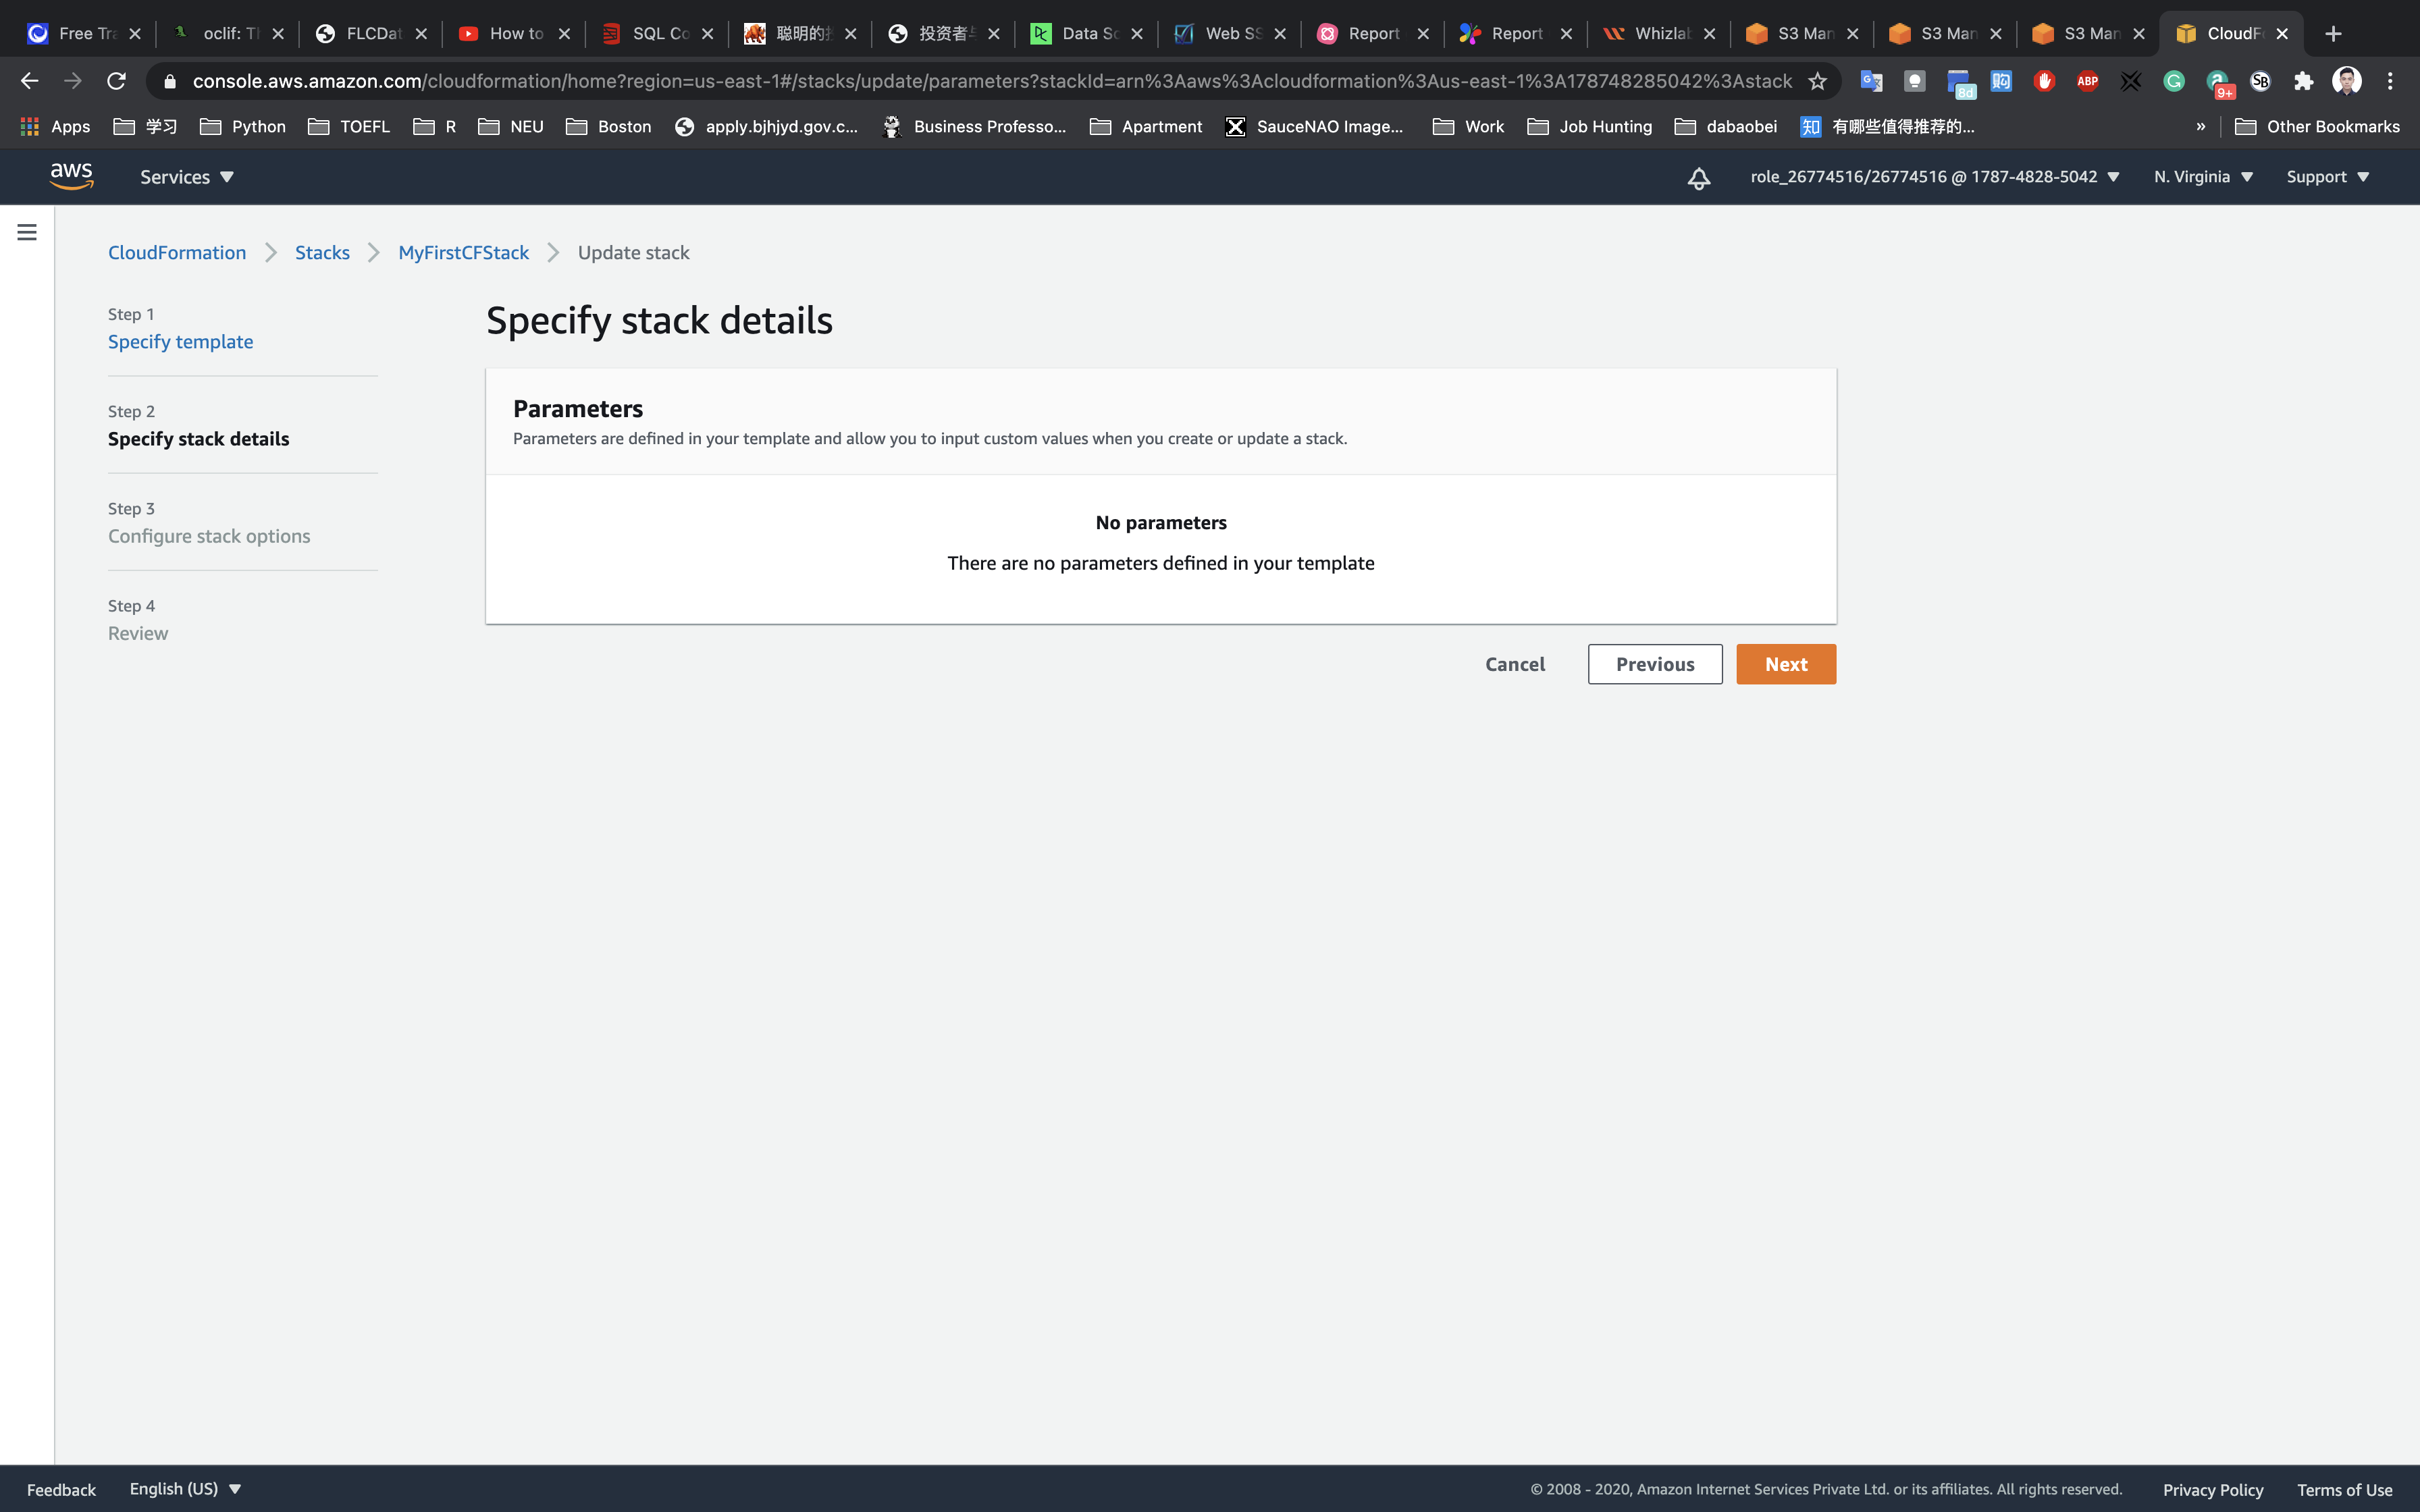 Free Tra
oclif: Th
FLCDat
How to
SQL Co
聪明的
投资者
Data Sc
Web SS
Report
Report
Whizlab
S3 Man
S3 Man
S3 Man
CloudFo
console.aws.amazon.com/cloudformation/home?region=us-east-1#/stacks/update/parameters?stackId=arn%3Aaws%3Acloudformation%3Aus-east-1%3A178748285042%3Astack
8d
购
ABP
9+
SB
Apps
学习
Python
TOEFL
R
NEU
Boston
apply.bjhjyd.gov.c...
Business Professo...
Apartment
SauceNAO Image...
Work
Job Hunting
dabaobei
知 有哪些值得推荐的...
»
Other Bookmarks
aws
Services
role_26774516/26774516 @ 1787-4828-5042
N. Virginia
Support
CloudFormation
Stacks
MyFirstCFStack
Update stack
Step 1
Specify template
Step 2
Specify stack details
Step 3
Configure stack options
Step 4
Review
Specify stack details
Parameters
Parameters are defined in your template and allow you to input custom values when you create or update a stack.
No parameters
There are no parameters defined in your template
Cancel
Previous
Next
Feedback
English (US)
© 2008 - 2020, Amazon Internet Services Private Ltd. or its affiliates. All rights reserved.
Privacy Policy
Terms of Use